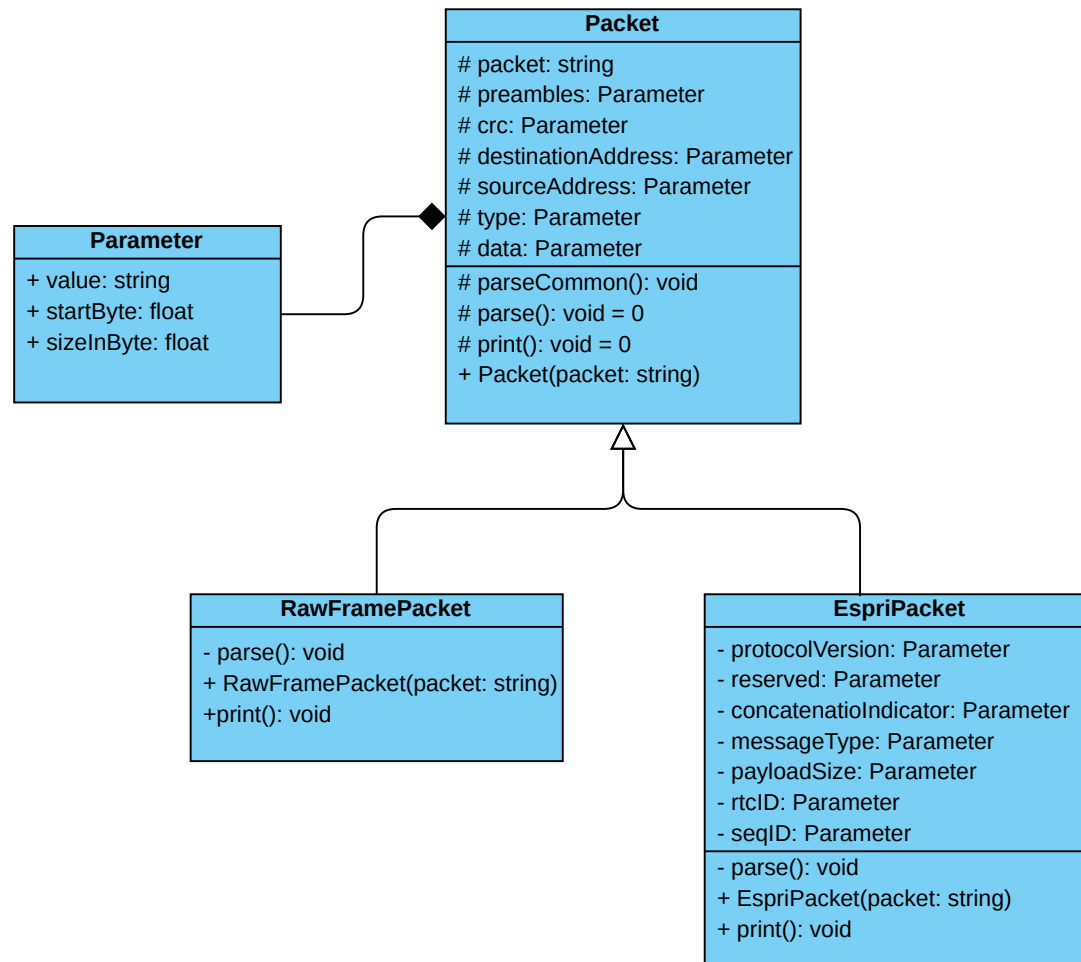 Packet
# packet: string
# preambles: Parameter
# crc: Parameter
# destinationAddress: Parameter
# sourceAddress: Parameter
# type: Parameter
# data: Parameter
# parseCommon(): void
# parse(): void = 0
# print(): void = 0
+ Packet(packet: string)
Parameter
+ value: string
+ startByte: float
+ sizeInByte: float
RawFramePacket
- parse(): void
+ RawFramePacket(packet: string)
+print(): void
EspriPacket
- protocolVersion: Parameter
- reserved: Parameter
- concatenatioIndicator: Parameter
- messageType: Parameter
- payloadSize: Parameter
- rtcID: Parameter
- seqID: Parameter
- parse(): void
+ EspriPacket(packet: string)
+ print(): void